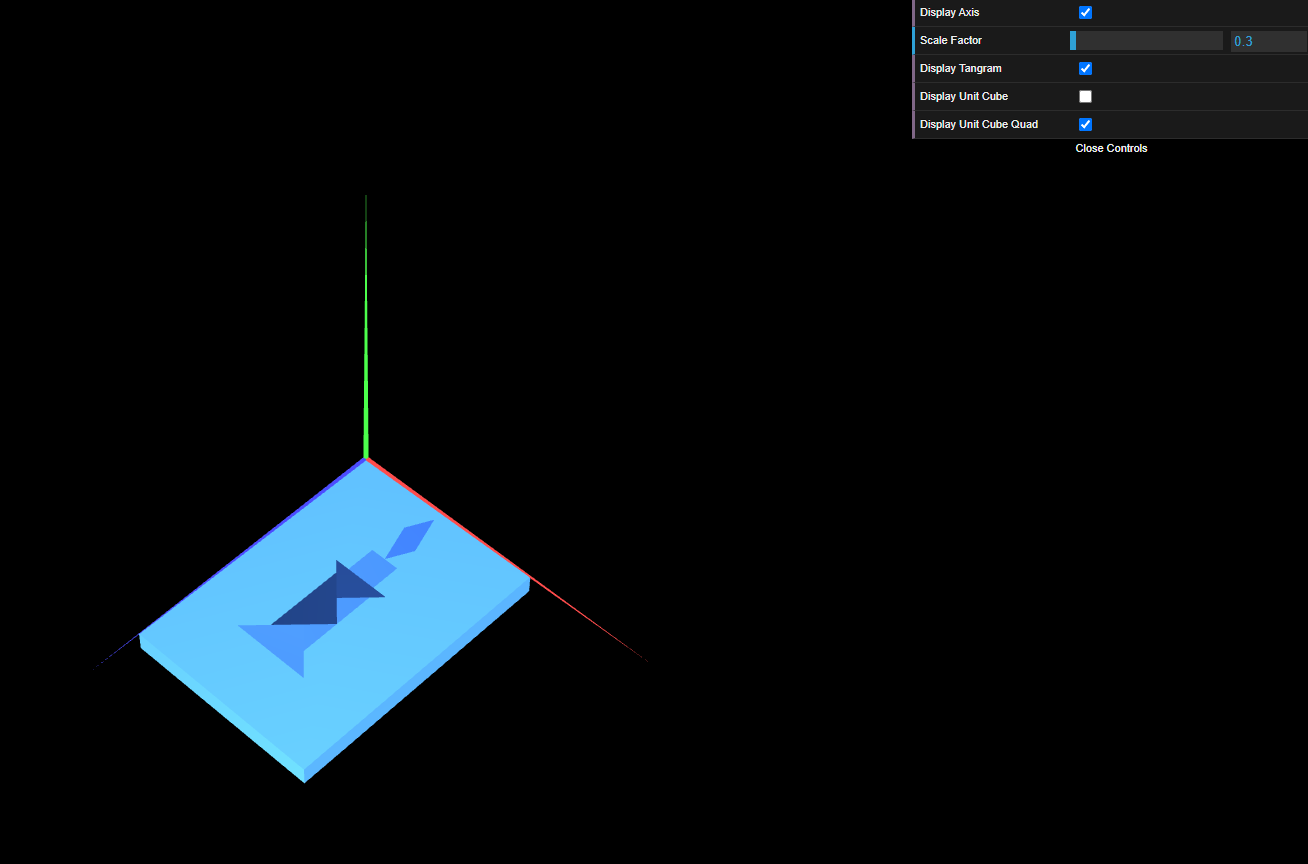 Display Axis
Scale Factor 0.3
Display Tangram
Display Unit Cube
Display Unit Cube Quad
Close Controls